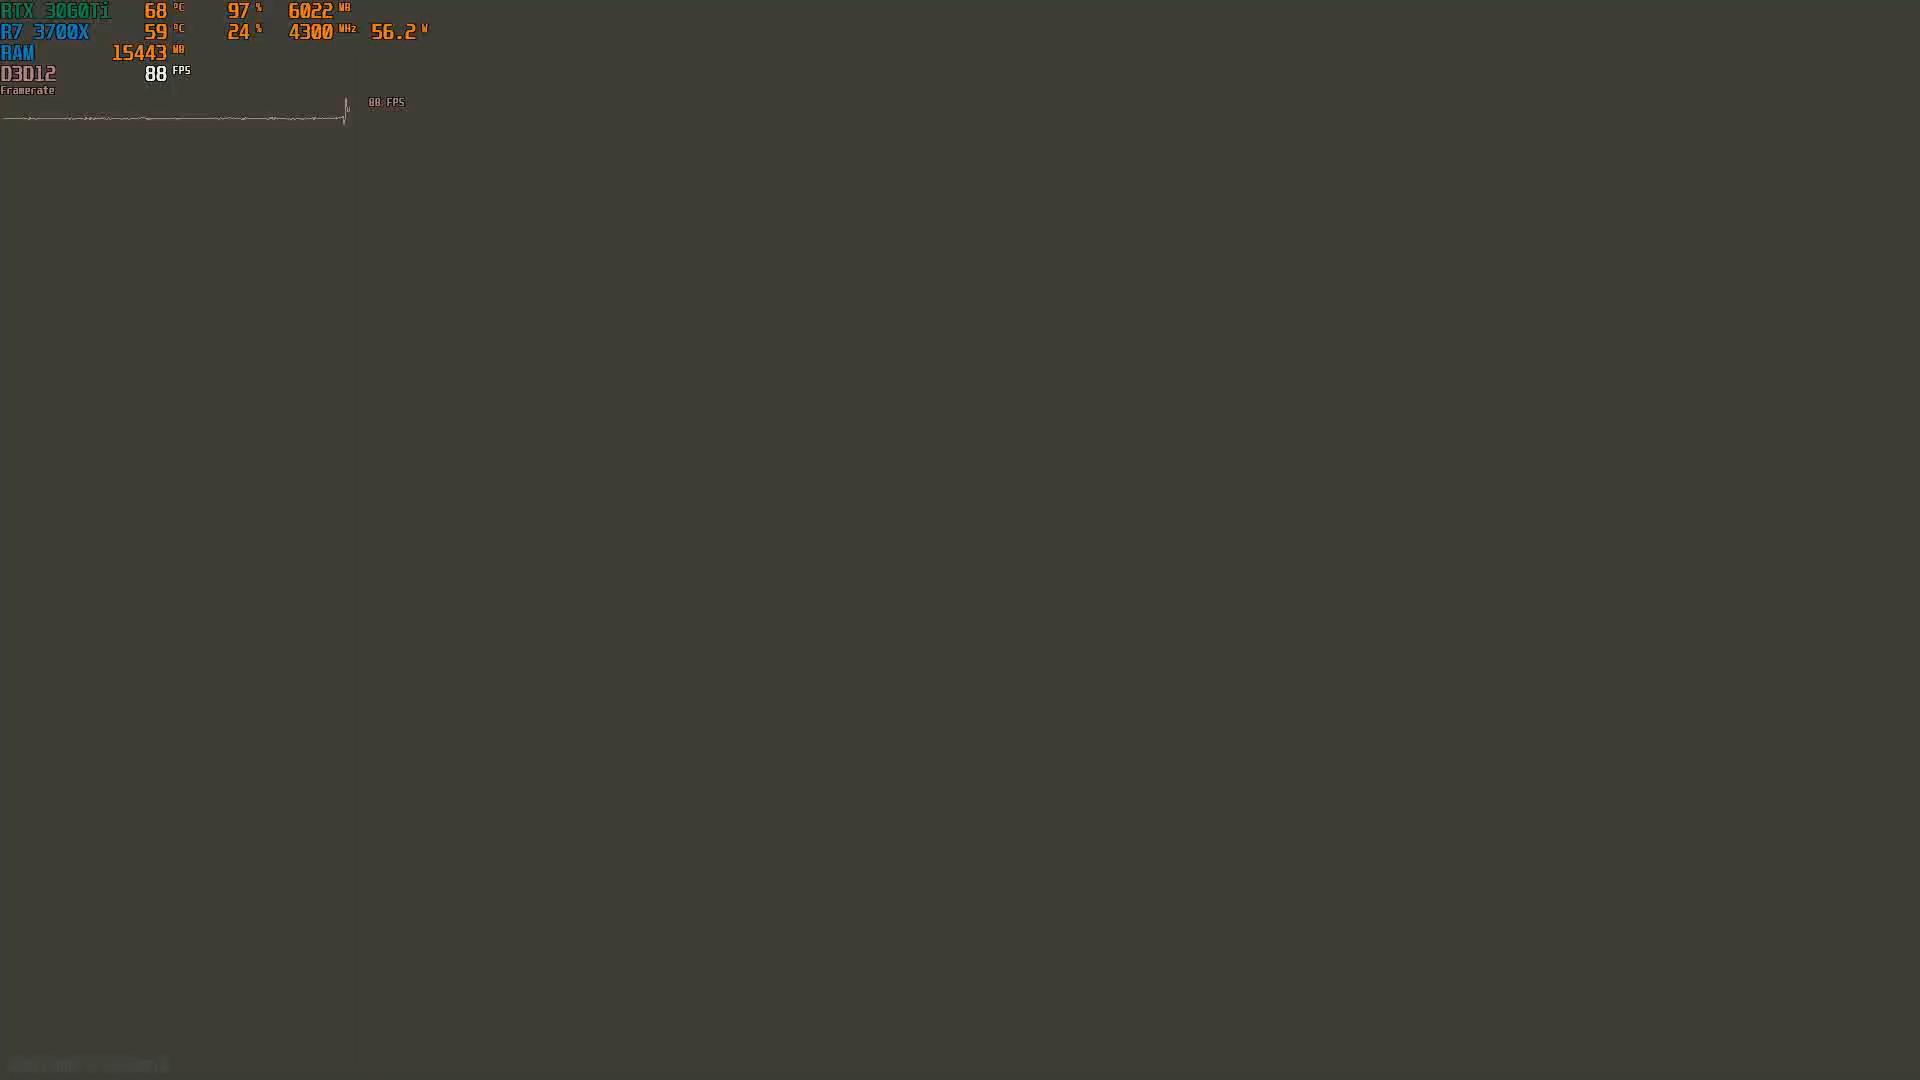 RTX 3060Ti 68 °C 97 % 6022 MB
R7 3700X 59 °C 24 % 4300 MHz 56.2 W
RAM 15443 MB
D3D12 88 FPS
Framerate
88 FPS